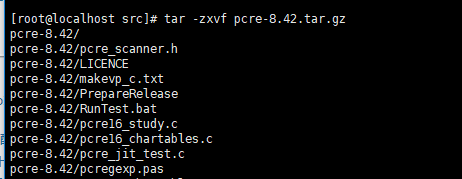 [root@localhost src]# tar -zxvf pcre-8.42.tar.gz
pcre-8.42/
pcre-8.42/pcre_scanner.h
pcre-8.42/LICENCE
pcre-8.42/makevp_c.txt
pcre-8.42/PrepareRelease
pcre-8.42/RunTest.bat
pcre-8.42/pcre16_study.c
pcre-8.42/pcre16_chartables.c
pcre-8.42/pcre_jit_test.c
pcre-8.42/pcregexp.pas